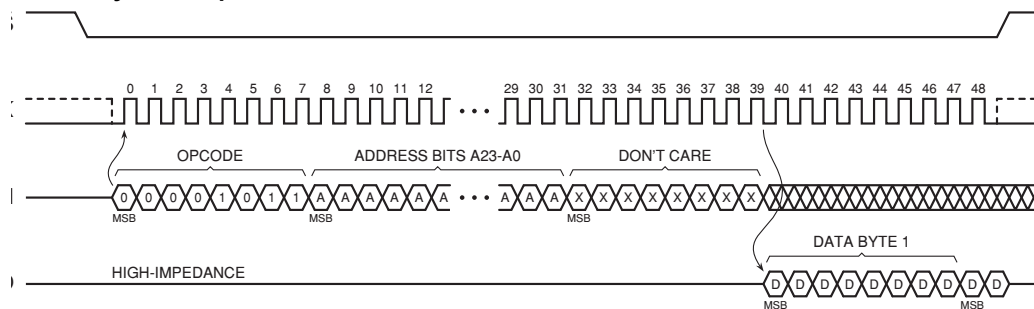 0 1 2 3 4 5 6 7 8 9 10 11 12 29 30 31 32 33 34 35 36 37 38 39 40 41 42 43 44 45 46 47 48
OPCODE ADDRESS BITS A23-A0 DON'T CARE
0 0 0 0 1 0 1 1 A A A A A A A A A X X X X X X X X
MSB MSB MSB
DATA BYTE 1
HIGH-IMPEDANCE
D D D D D D D D D D
MSB MSB